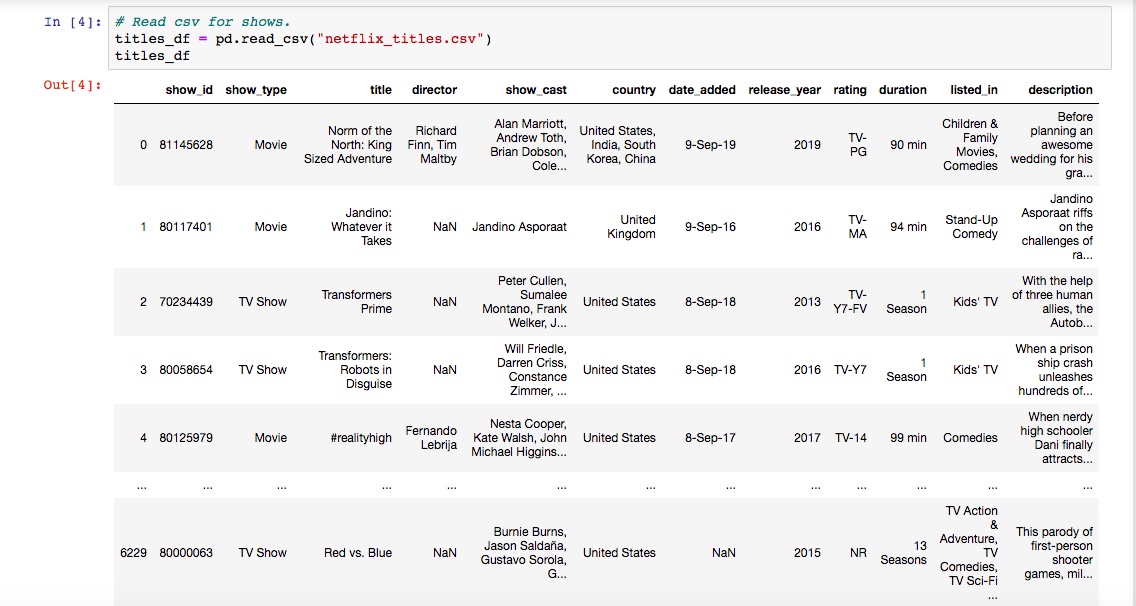 In [4]: # Read csv for shows.
titles_df = pd.read_csv("netflix_titles.csv")
titles_df
Out[4]:
show_id show_type title director show_cast country date_added release_year rating duration listed_in description
0 81145628 Movie Norm of the North: King Sized Adventure Richard Finn, Tim Maltby Alan Marriott, Andrew Toth, Brian Dobson, Cole... United States, India, South Korea, China 9-Sep-19 2019 TV-PG 90 min Children & Family Movies, Comedies Before planning an awesome wedding for his gra...
1 80117401 Movie Jandino: Whatever it Takes NaN Jandino Asporaat United Kingdom 9-Sep-16 2016 TV-MA 94 min Stand-Up Comedy Jandino Asporaat riffs on the challenges of ra...
2 70234439 TV Show Transformers Prime NaN Peter Cullen, Sumalee Montano, Frank Welker, J... United States 8-Sep-18 2013 TV-Y7-FV 1 Season Kids' TV With the help of three human allies, the Autob...
3 80058654 TV Show Transformers: Robots in Disguise NaN Will Friedle, Darren Criss, Constance Zimmer, ... United States 8-Sep-18 2016 TV-Y7 1 Season Kids' TV When a prison ship crash unleashes hundreds of...
4 80125979 Movie #realityhigh Fernando Lebrija Nesta Cooper, Kate Walsh, John Michael Higgins... United States 8-Sep-17 2017 TV-14 99 min Comedies When nerdy high schooler Dani finally attracts...
... ... ... ... ... ... ... ... ... ... ... ... ...
6229 80000063 TV Show Red vs. Blue NaN Burnie Burns, Jason Saldaña, Gustavo Sorola, G... United States NaN 2015 NR 13 Seasons TV Action & Adventure, TV Comedies, TV Sci-Fi ... This parody of first-person shooter games, mil...